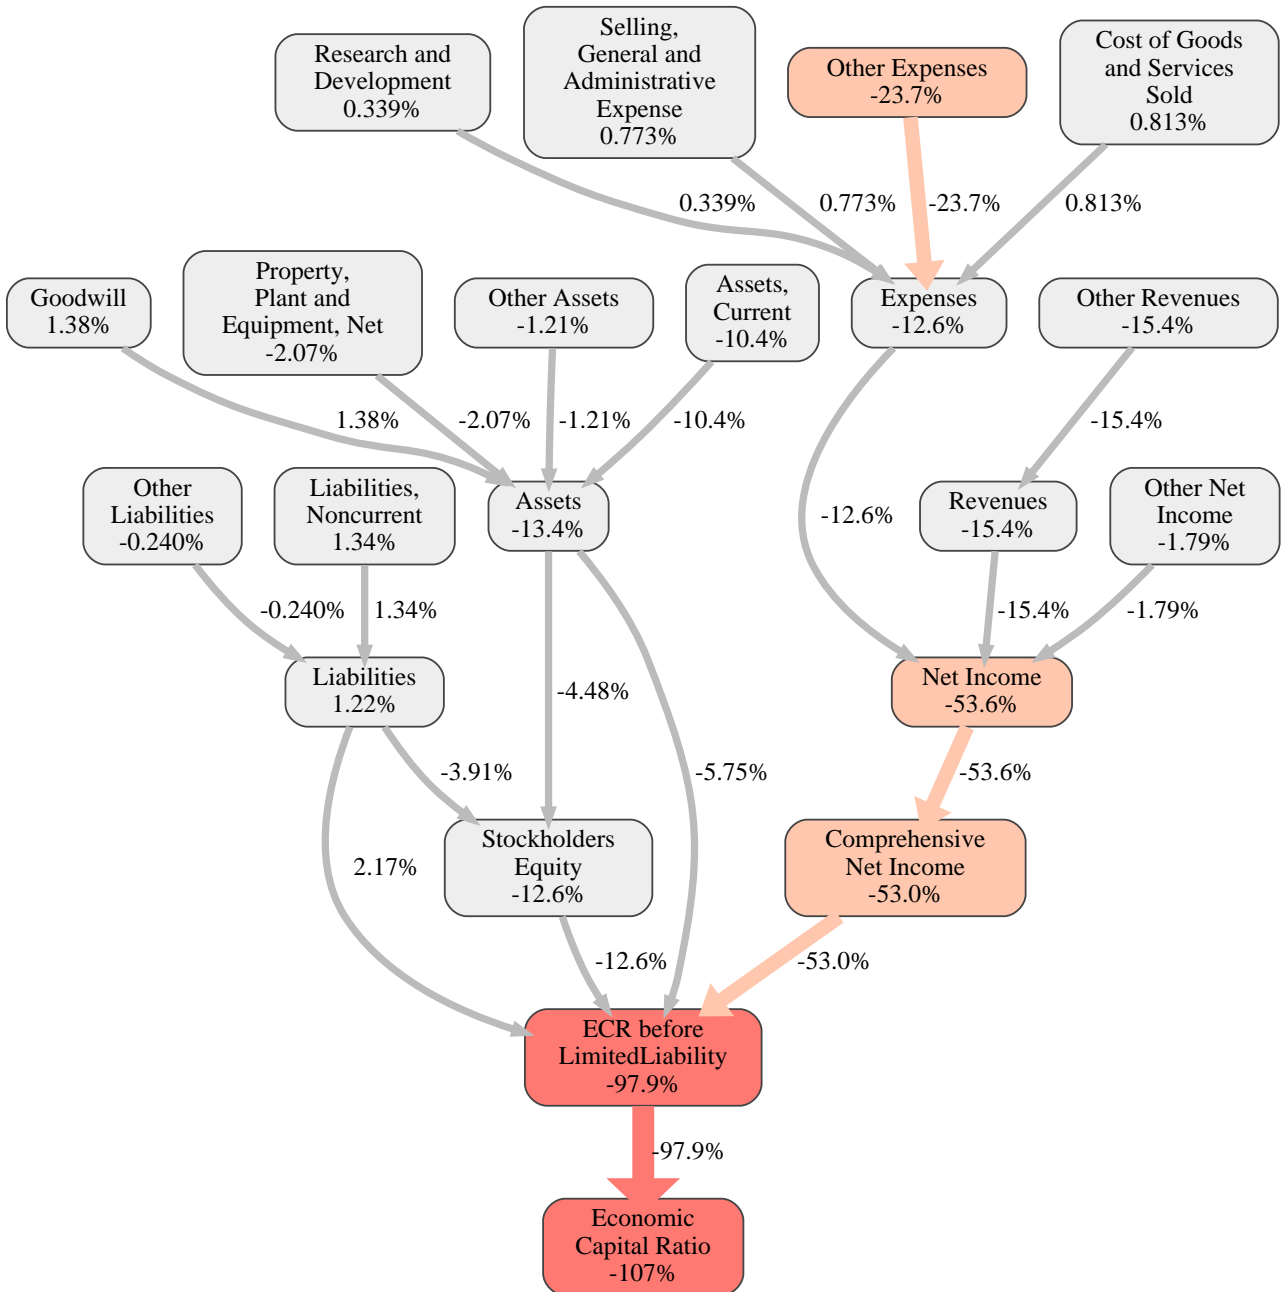 Research and
Development
0.339%
Selling,
General and
Administrative
Expense
0.773%
Other Expenses
-23.7%
Cost of Goods
and Services
Sold
0.813%
0.339%
0.773%
-23.7%
0.813%
Goodwill
1.38%
Property,
Plant and
Equipment, Net
-2.07%
Other Assets
-1.21%
Assets,
Current
-10.4%
Expenses
-12.6%
Other Revenues
-15.4%
1.38%
-2.07%
-1.21%
-10.4%
-15.4%
Other
Liabilities
-0.240%
Liabilities,
Noncurrent
1.34%
Assets
-13.4%
-12.6%
Revenues
-15.4%
Other Net
Income
-1.79%
-0.240%
1.34%
-15.4%
-1.79%
Liabilities
1.22%
-4.48%
Net Income
-53.6%
-3.91%
-5.75%
-53.6%
2.17%
Stockholders
Equity
-12.6%
Comprehensive
Net Income
-53.0%
-12.6%
-53.0%
ECR before
LimitedLiability
-97.9%
-97.9%
Economic
Capital Ratio
-107%